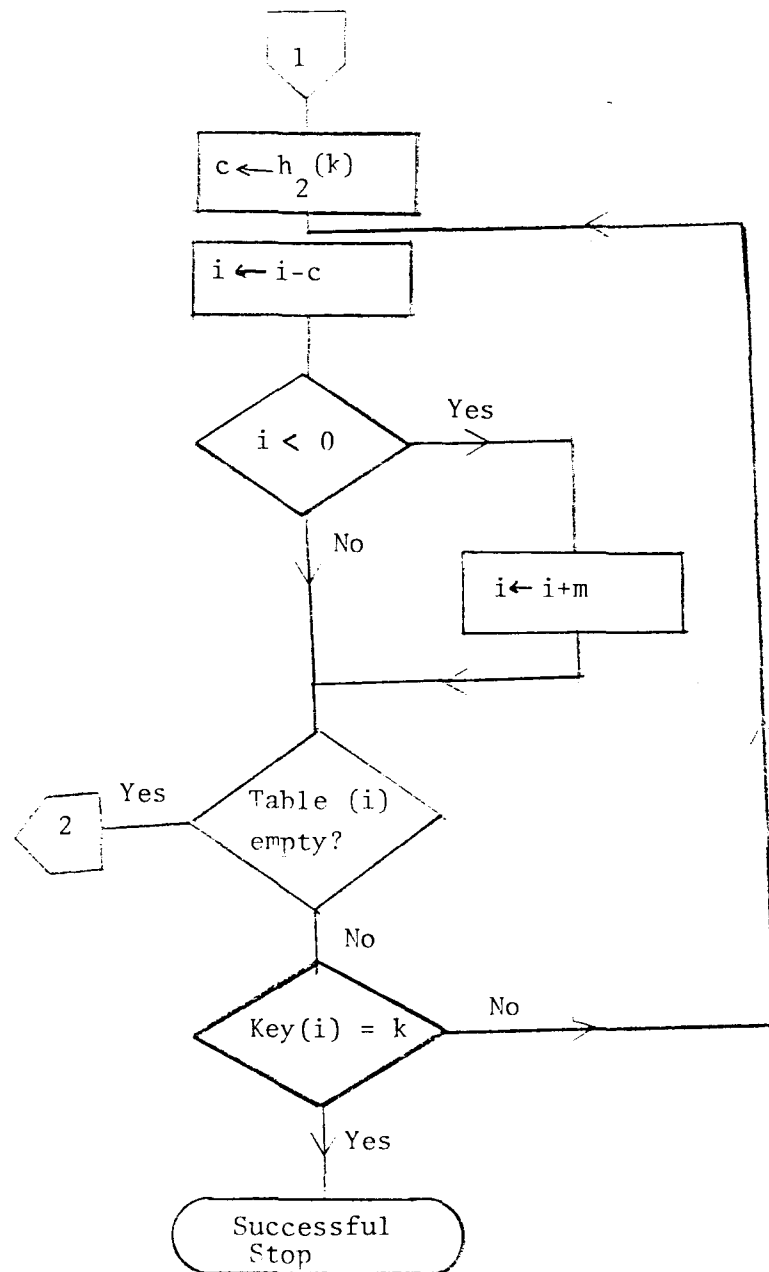 1
c ← h₂(k)
i ← i-c
i < 0
Yes
No
i ← i+m
Table (i)
empty?
Yes
2
No
Key(i) = k
No
Yes
Successful
Stop